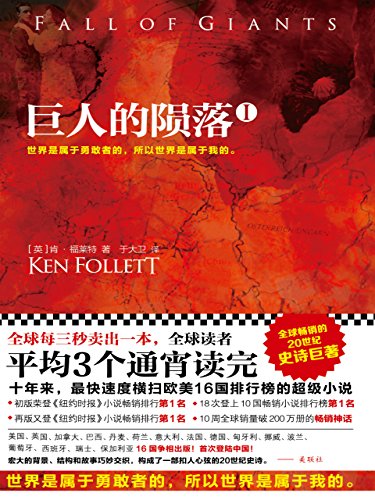 FALL OF GIANTS
巨人的陨落 1
世界是属于勇敢者的，所以世界是属于我的。
ÖSTERREICH-UNGARN
[英]肯·福莱特 著 于大卫 译
KEN FOLLETT
全球每三秒卖出一本，全球读者
平均3个通宵读完
全球畅销的
20世纪
史诗巨著
十年来，最快速度横扫欧美16国排行榜的超级小说
•初版荣登《纽约时报》小说畅销排行第1名 •18次登上10国畅销小说排行榜第1名
•再版又登《纽约时报》小说畅销排行第1名 •10周全球销量破200万册的畅销神话
美国、英国、加拿大、巴西、丹麦、荷兰、意大利、法国、德国、匈牙利、挪威、波兰、
葡萄牙、西班牙、瑞士、保加利亚 16国争相出版！首次登陆中国！
宏大的背景、结构和故事巧妙交织，构成了一部扣人心弦的20世纪史诗。——美联社
世界是属于勇敢者的，所以世界是属于我的。